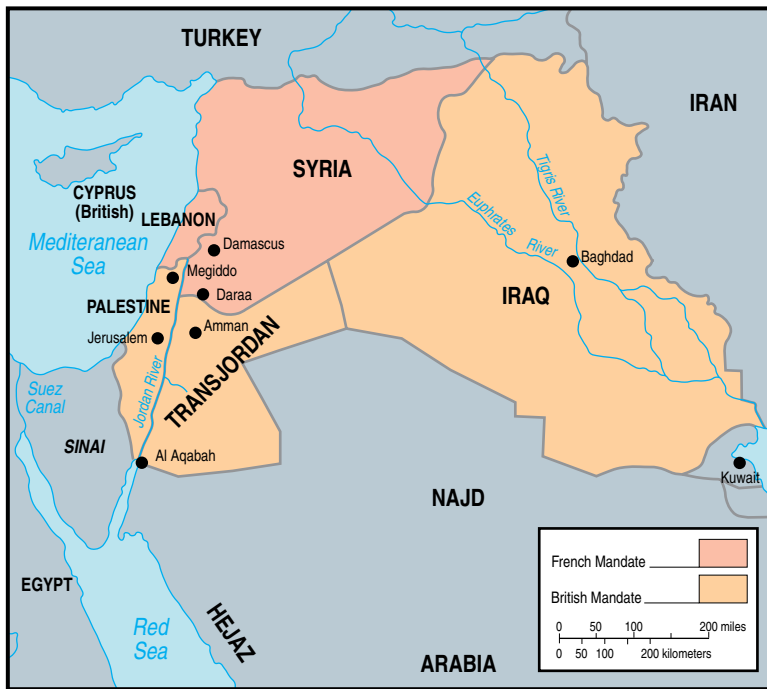 TURKEY
IRAN
SYRIA
CYPRUS
(British)
LEBANON
Tigris River
Euphrates
River
Mediteranean
Sea
Damascus
Baghdad
Megiddo
Daraa
PALESTINE
IRAQ
Amman
Jerusalem
TRANSJORDAN
Jordan River
Suez
Canal
SINAI
Al Aqabah
Kuwait
NAJD
EGYPT
HEJAZ
Red
Sea
ARABIA
French Mandate
British Mandate
0 50 100 200 miles
0 50 100 200 kilometers